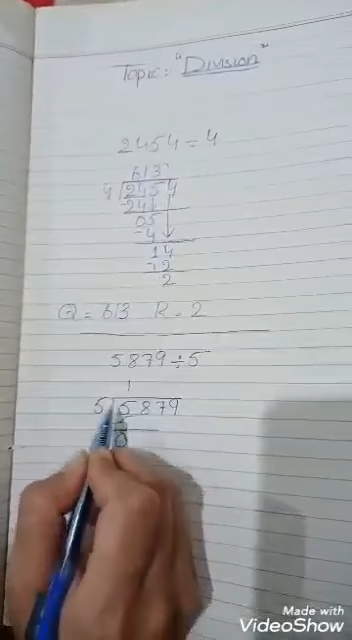 Topic: "Division"
2454 ÷ 4
613
4 2454
-24
05
-4
14
-12
2
Q = 613 R - 2
5879 ÷ 5
1
5 5879
5
0
Made with
VideoShow